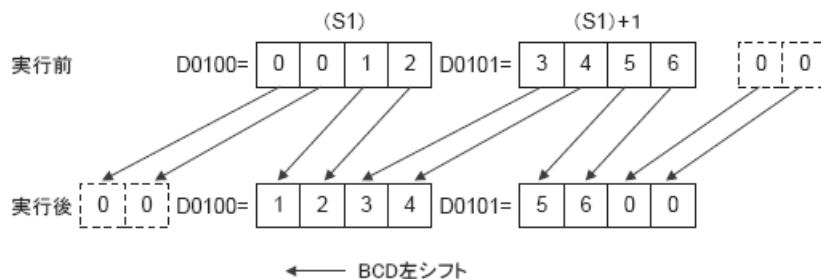 (S1) (S1)+1
実行前 D0100= 0 0 1 2 D0101= 3 4 5 6 0 0
実行後 0 0 D0100= 1 2 3 4 D0101= 5 6 0 0
BCD左シフト